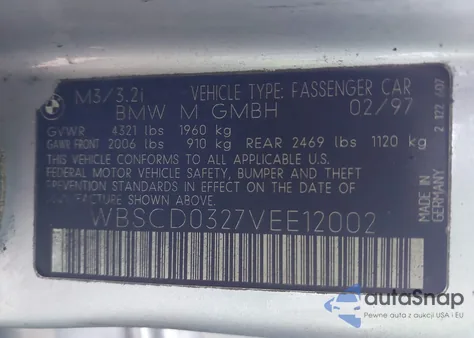 M3/3.2i VEHICLE TYPE: PASSENGER CAR
BMW M GMBH 02/97
GVWR 4321 lbs 1960 kg
GAWR FRONT 2006 lbs 910 kg REAR 2469 lbs 1120 kg
THIS VEHICLE CONFORMS TO ALL APPLICABLE U.S.
FEDERAL MOTOR VEHICLE SAFETY, BUMPER AND THEFT
PREVENTION STANDARDS IN EFFECT ON THE DATE OF
MANUFACTURE SHOWN ABOVE.
WBSCD0327VEE12002
MADE IN
GERMANY
autoSnap
Pewne auta z aukcji USA i EU